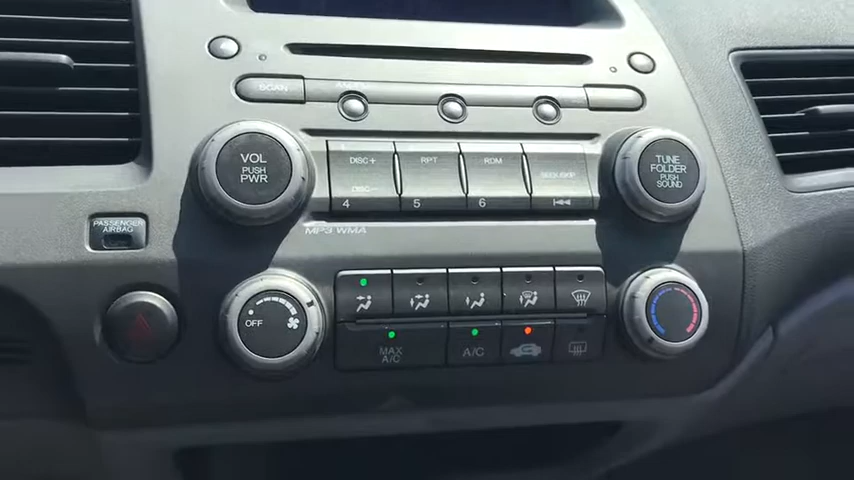 SCAN
VOL
PUSH
PWR
DISC+
RPT
RDM
SEEK/SKIP
TUNE
FOLDER
PUSH
SOUND
DISC-
4
5
6
PASSENGER
AIRBAG
MP3 WMA
OFF
MAX
A/C
A/C